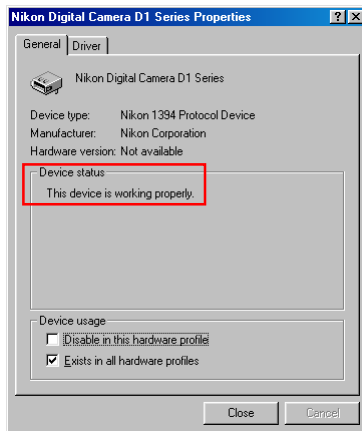 Nikon Digital Camera D1 Series Properties
General Driver
Nikon Digital Camera D1 Series
Device type: Nikon 1394 Protocol Device
Manufacturer: Nikon Corporation
Hardware version: Not available
Device status
This device is working properly.
Device usage
Disable in this hardware profile
Exists in all hardware profiles
Close Cancel